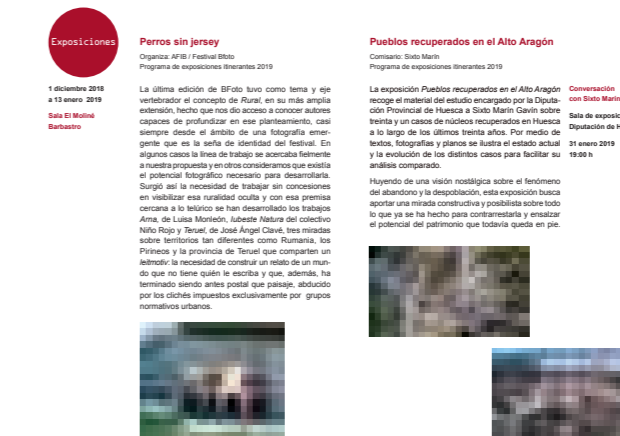 Exposiciones
1 diciembre 2018
a 13 enero 2019
Sala El Moliné
Barbastro
Perros sin jersey
Organiza: AFIB / Festival Bfoto
Programa de exposiciones itinerantes 2019
La última edición de BFoto tuvo como tema y eje
vertebrador el concepto de Rural, en su más amplia
extensión, hecho que nos dio acceso a conocer autores
capaces de profundizar en ese planteamiento, casi
siempre desde el ámbito de una fotografía emer-
gente que es la seña de identidad del festival. En
algunos casos la línea de trabajo se acercaba fielmente
a nuestra propuesta y en otros consideramos que existía
el potencial fotográfico necesario para desarrollarla.
Surgió así la necesidad de trabajar sin concesiones
en visibilizar esa ruralidad oculta y con esa premisa
cercana a lo telúrico se han desarrollado los trabajos
Ama, de Luisa Monleón, Iubeste Natura del colectivo
Niño Rojo y Teruel, de José Ángel Clavé, tres miradas
sobre territorios tan diferentes como Rumania, los
Pirineos y la provincia de Teruel que comparten un
leitmotiv: la necesidad de construir un relato de un mun-
do que no tiene quién le escriba y que, además, ha
terminado siendo antes postal que paisaje, abducido
por los clichés impuestos exclusivamente por grupos
normativos urbanos.
Pueblos recuperados en el Alto Aragón
Comisario: Sixto Marín
Programa de exposiciones itinerantes 2019
La exposición Pueblos recuperados en el Alto Aragón
recoge el material del estudio encargado por la Diputa-
ción Provincial de Huesca a Sixto Marín Gavín sobre
treinta y un casos de núcleos recuperados en Huesca
a lo largo de los últimos treinta años. Por medio de
textos, fotografías y planos se ilustra el estado actual
y la evolución de los distintos casos para facilitar su
análisis comparado.
Huyendo de una visión nostálgica sobre el fenómeno
del abandono y la despoblación, esta exposición busca
aportar una mirada constructiva y posibilista sobre todo
lo que ya se ha hecho para contrarrestarla y ensalzar
el potencial del patrimonio que todavía queda en pie.
Conversación
con Sixto Marín
Sala de exposic
Diputación de H
31 enero 2019
19:00 h